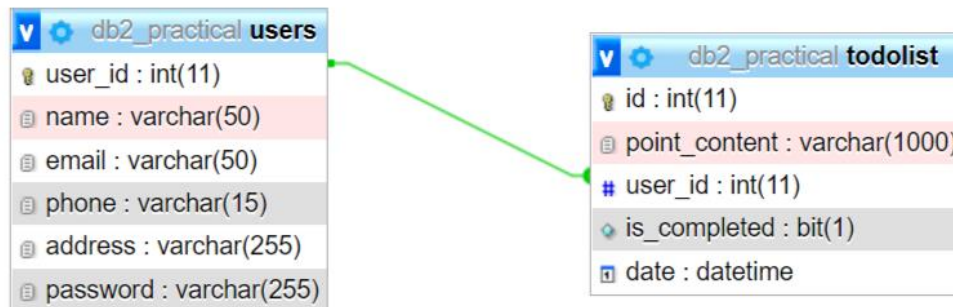 db2_practical users
user_id : int(11)
name : varchar(50)
email : varchar(50)
phone : varchar(15)
address : varchar(255)
password : varchar(255)
db2_practical todolist
id : int(11)
point_content : varchar(1000)
# user_id : int(11)
is_completed : bit(1)
date : datetime